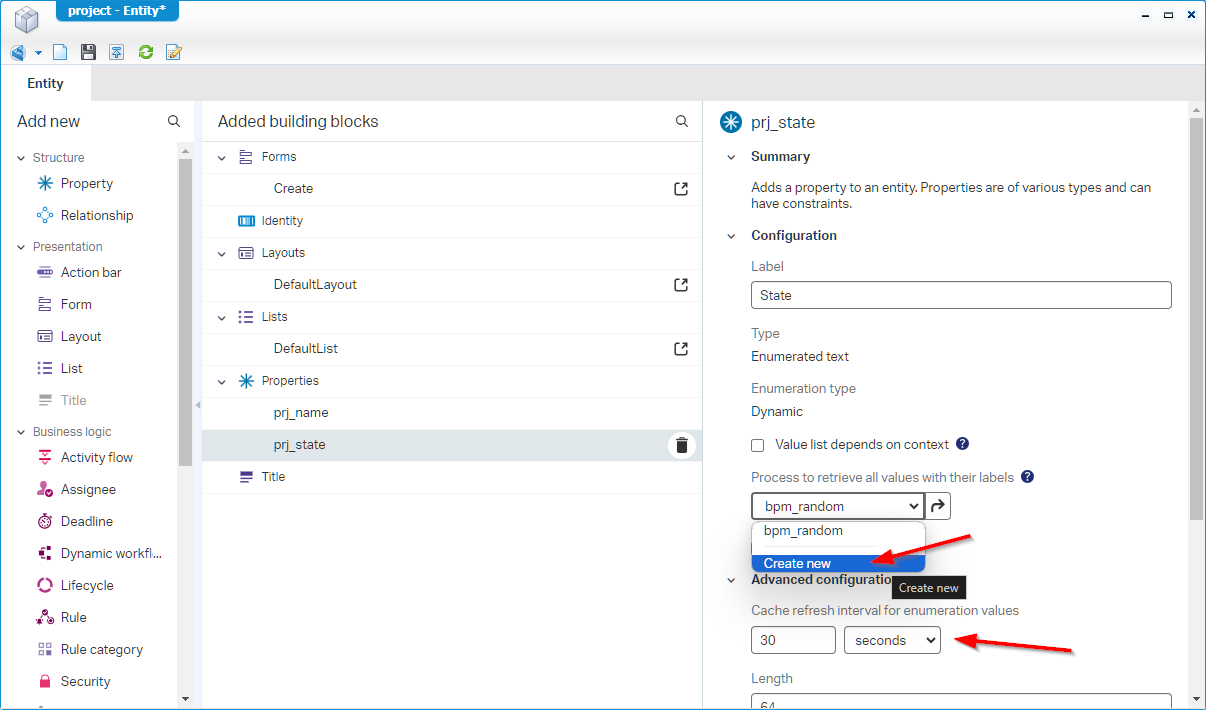 project - Entity*
Entity
Add new
Structure
Property
Relationship
Presentation
Action bar
Form
Layout
List
Title
Business logic
Activity flow
Assignee
Deadline
Dynamic workfl...
Lifecycle
Rule
Rule category
Security
Added building blocks
Forms
Create
Identity
Layouts
DefaultLayout
Lists
DefaultList
Properties
prj_name
prj_state
Title
prj_state
Summary
Adds a property to an entity. Properties are of various types and can
have constraints.
Configuration
Label
State
Type
Enumerated text
Enumeration type
Dynamic
Value list depends on context ?
Process to retrieve all values with their labels ?
bpm_random
bpm_random
Create new
Advanced configuratio
Create new
Cache refresh interval for enumeration values
30 seconds
Length
64